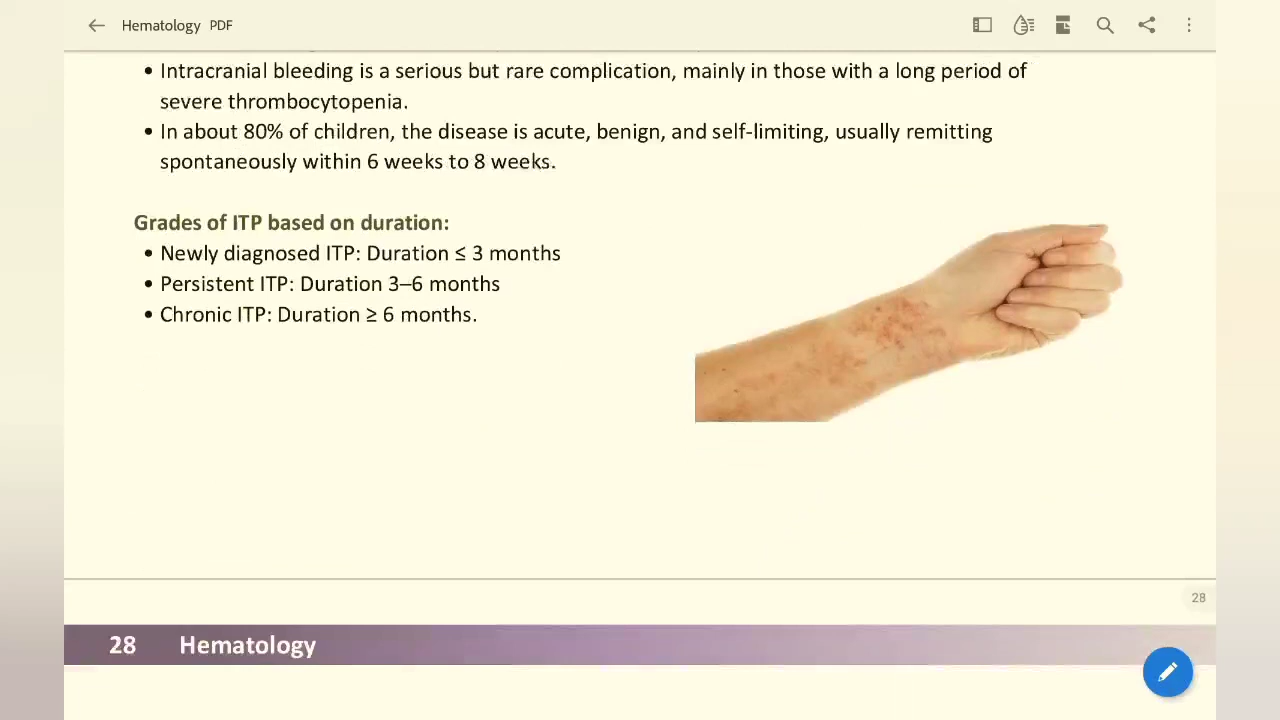 Hematology PDF
• Intracranial bleeding is a serious but rare complication, mainly in those with a long period of
severe thrombocytopenia.
• In about 80% of children, the disease is acute, benign, and self-limiting, usually remitting
spontaneously within 6 weeks to 8 weeks.
Grades of ITP based on duration:
• Newly diagnosed ITP: Duration ≤ 3 months
• Persistent ITP: Duration 3–6 months
• Chronic ITP: Duration ≥ 6 months.
28
28 Hematology